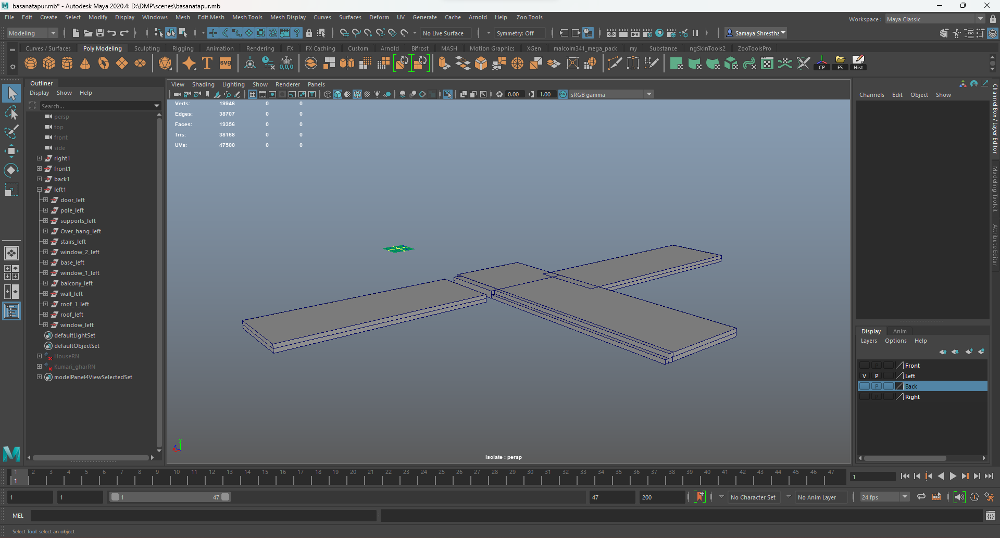 basanatapur.mb* - Autodesk Maya 2020.4: D:\DMP\scenes\basanatapur.mb
File Edit Create Select Modify Display Windows Mesh Edit Mesh Mesh Tools Mesh Display Curves Surfaces Deform UV Generate Cache Arnold Help Zoo Tools Workspace : Maya Classic
Modeling No Live Surface Symmetry: Off Samaya Shrestha
Curves / Surfaces Poly Modeling Sculpting Rigging Animation Rendering FX FX Caching Custom Arnold Bifrost MASH Motion Graphics XGen malcolm341_mega_pack my Substance ngSkinTools2 ZooToolsPro
T svg 0,0,0 CP ES Hist
Outliner
Display Show Help
Search...
persp
top
front
side
right1
front1
back1
left1
door_left
pole_left
supports_left
Over_hang_left
stairs_left
window_2_left
base_left
window_1_left
balcony_left
wall_left
roof_1_left
roof_left
window_left
defaultLightSet
defaultObjectSet
HouseRN
Kumari_gharRN
modelPanel4ViewSelectedSet
View Shading Lighting Show Renderer Panels
0.00 1.00 ON sRGB gamma
Verts: 19946 0 0
Edges: 38707 0 0
Faces: 19356 0 0
Tris: 38168 0 0
UVs: 47500 0 0
y
z
x
Isolate : persp
Channels Edit Object Show
Channel Box / Layer Editor
Modeling Toolkit
Attribute Editor
Display Anim
Layers Options Help
P Front
V P Left
P Back
P Right
1 2 3 4 5 6 7 8 9 10 11 12 13 14 15 16 17 18 19 20 21 22 23 24 25 26 27 28 29 30 31 32 33 34 35 36 37 38 39 40 41 42 43 44 45 46 47
1 1
1 1 1 47 47 200 No Character Set No Anim Layer 24 fps
MEL
Select Tool: select an object